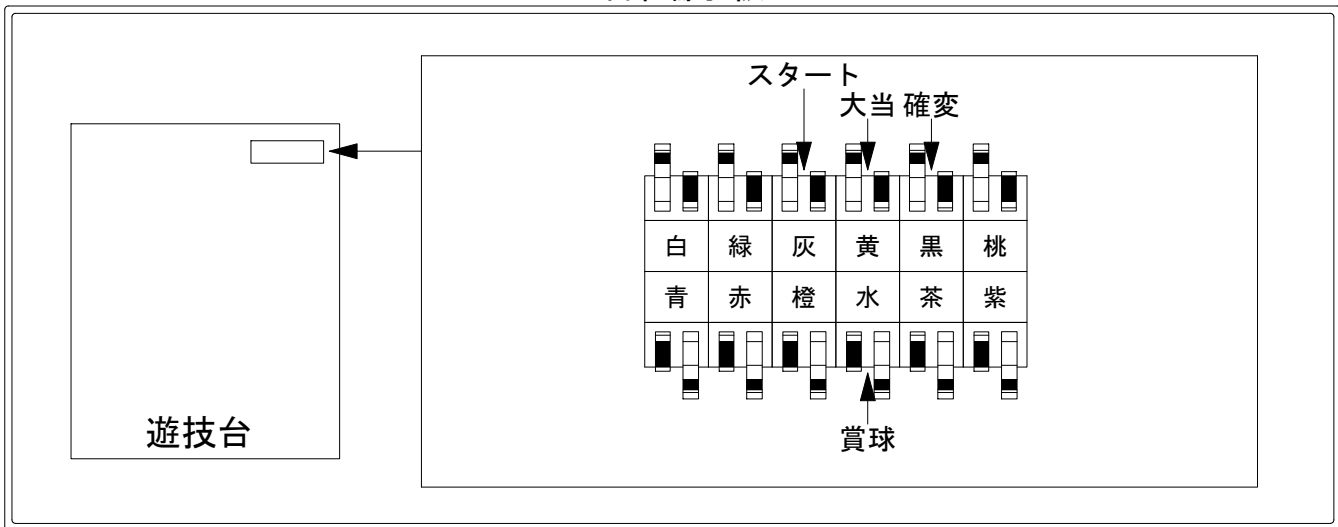 スタート
大当 確変
白 緑 灰 黄 黒 桃
青 赤 橙 水 茶 紫
遊技台
賞球